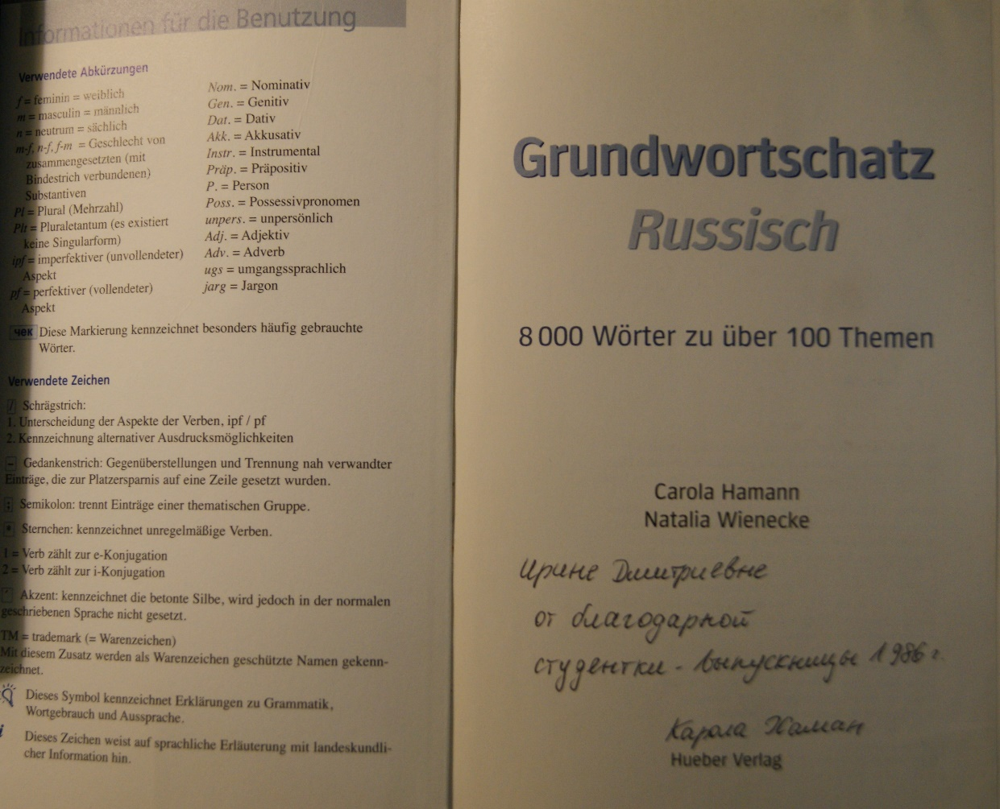 Informationen für die Benutzung
Verwendete Abkürzungen
f = feminin = weiblich
m = masculin = männlich
n = neutrum = sächlich
m-f, n-f, f-m = Geschlecht von
zusammengesetzten (mit
Bindestrich verbundenen)
Substantiven
Pl = Plural (Mehrzahl)
Plt = Pluraletantum (es existiert
keine Singularform)
ipf = imperfektiver (unvollendeter)
Aspekt
pf = perfektiver (vollendeter)
Aspekt
Nom. = Nominativ
Gen. = Genitiv
Dat. = Dativ
Akk. = Akkusativ
Instr. = Instrumental
Präp. = Präpositiv
P. = Person
Poss. = Possessivpronomen
unpers. = unpersönlich
Adj. = Adjektiv
Adv. = Adverb
ugs = umgangssprachlich
jarg = Jargon
чек Diese Markierung kennzeichnet besonders häufig gebrauchte
Wörter.
Verwendete Zeichen
/ Schrägstrich:
1. Unterscheidung der Aspekte der Verben, ipf / pf
2. Kennzeichnung alternativer Ausdrucksmöglichkeiten
– Gedankenstrich: Gegenüberstellungen und Trennung nah verwandter
Einträge, die zur Platzersparnis auf eine Zeile gesetzt wurden.
; Semikolon: trennt Einträge einer thematischen Gruppe.
* Sternchen: kennzeichnet unregelmäßige Verben.
1 = Verb zählt zur e-Konjugation
2 = Verb zählt zur i-Konjugation
´ Akzent: kennzeichnet die betonte Silbe, wird jedoch in der normalen
geschriebenen Sprache nicht gesetzt.
TM = trademark (= Warenzeichen)
Mit diesem Zusatz werden als Warenzeichen geschützte Namen gekenn-
zeichnet.
Dieses Symbol kennzeichnet Erklärungen zu Grammatik,
Wortgebrauch und Aussprache.
i Dieses Zeichen weist auf sprachliche Erläuterung mit landeskundli-
cher Information hin.
Grundwortschatz
Russisch
8 000 Wörter zu über 100 Themen
Carola Hamann
Natalia Wienecke
Ирине Дмитриевне
от благодарной
студентки - выпускницы 1986 г.
Карола Хаман
Hueber Verlag